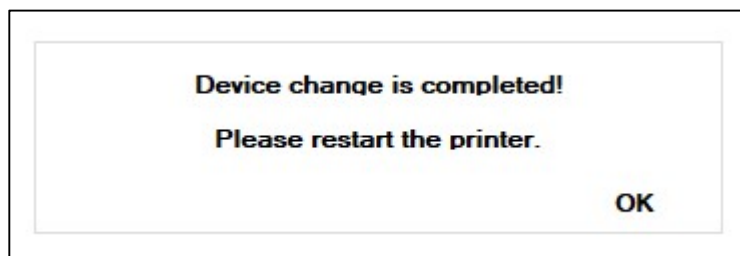 Device change is completed!
Please restart the printer.
OK